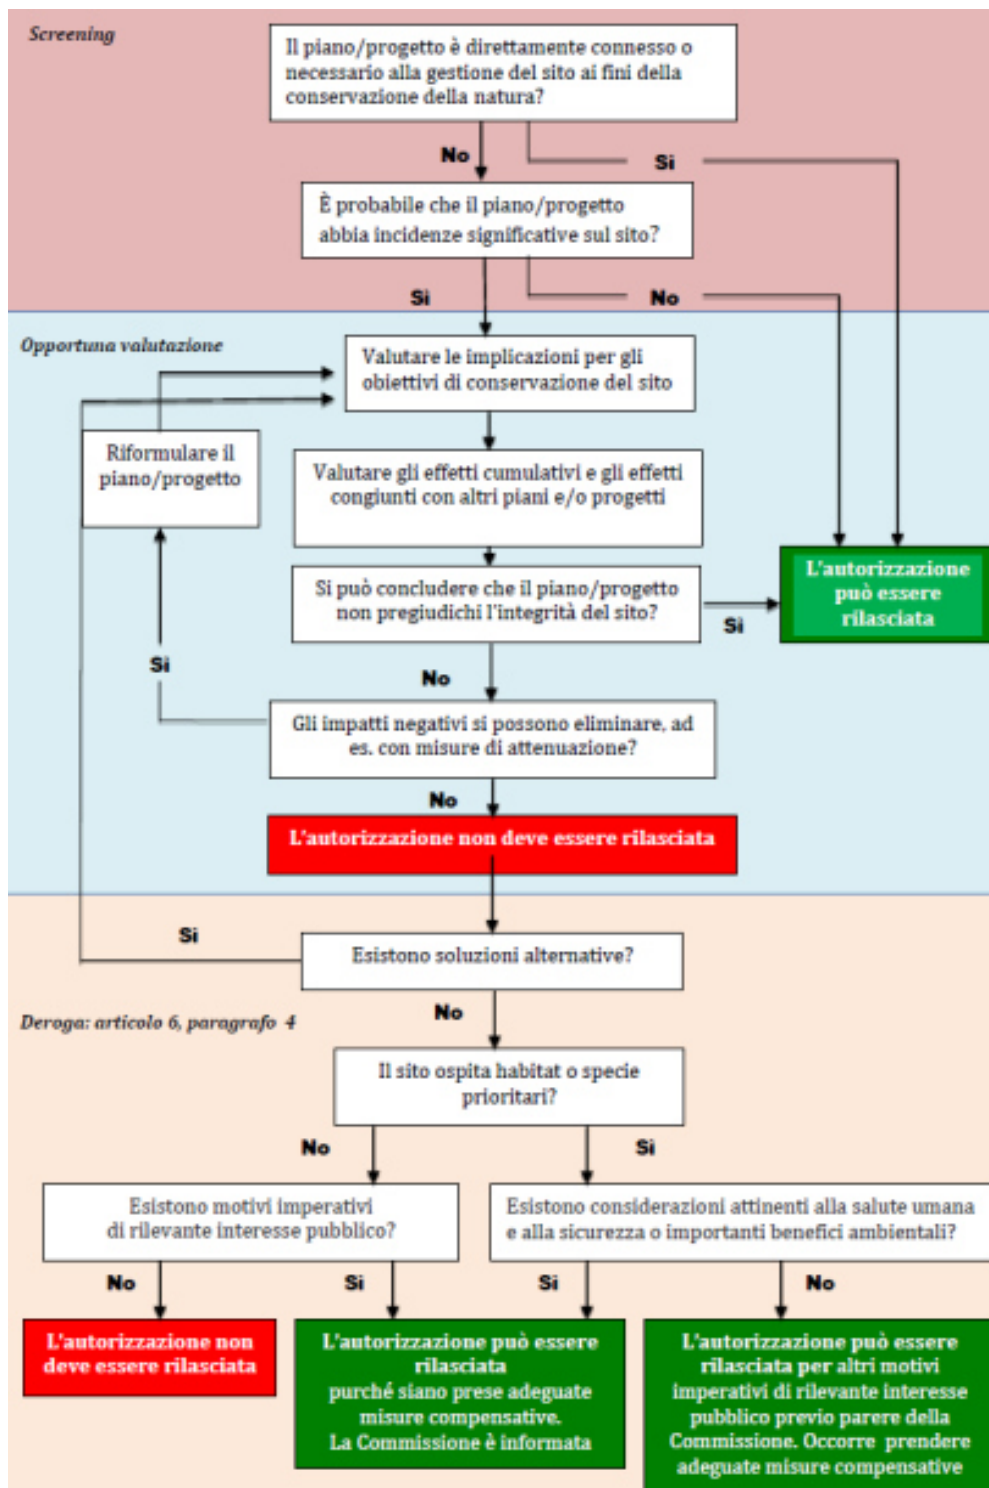 Screening
Il piano/progetto è direttamente connesso o
necessario alla gestione del sito ai fini della
conservazione della natura?
No
Sì
È probabile che il piano/progetto
abbia incidenze significative sul sito?
Sì
No
Opportuna valutazione
Valutare le implicazioni per gli
obiettivi di conservazione del sito
Riformulare il
piano/progetto
Valutare gli effetti cumulativi e gli effetti
congiunti con altri piani e/o progetti
L'autorizzazione
può essere
rilasciata
Si può concludere che il piano/progetto
non pregiudichi l'integrità del sito?
Sì
Sì
No
Gli impatti negativi si possono eliminare, ad
es. con misure di attenuazione?
No
L'autorizzazione non deve essere rilasciata
Sì
Esistono soluzioni alternative?
No
Deroga: articolo 6, paragrafo 4
Il sito ospita habitat o specie
prioritari?
No
Sì
Esistono motivi imperativi
di rilevante interesse pubblico?
Esistono considerazioni attinenti alla salute umana
e alla sicurezza o importanti benefici ambientali?
No
Sì
Sì
No
L'autorizzazione non
deve essere rilasciata
L'autorizzazione può essere
rilasciata
purché siano prese adeguate
misure compensative.
La Commissione è informata
L'autorizzazione può essere
rilasciata per altri motivi
imperativi di rilevante interesse
pubblico previo parere della
Commissione. Occorre prendere
adeguate misure compensative